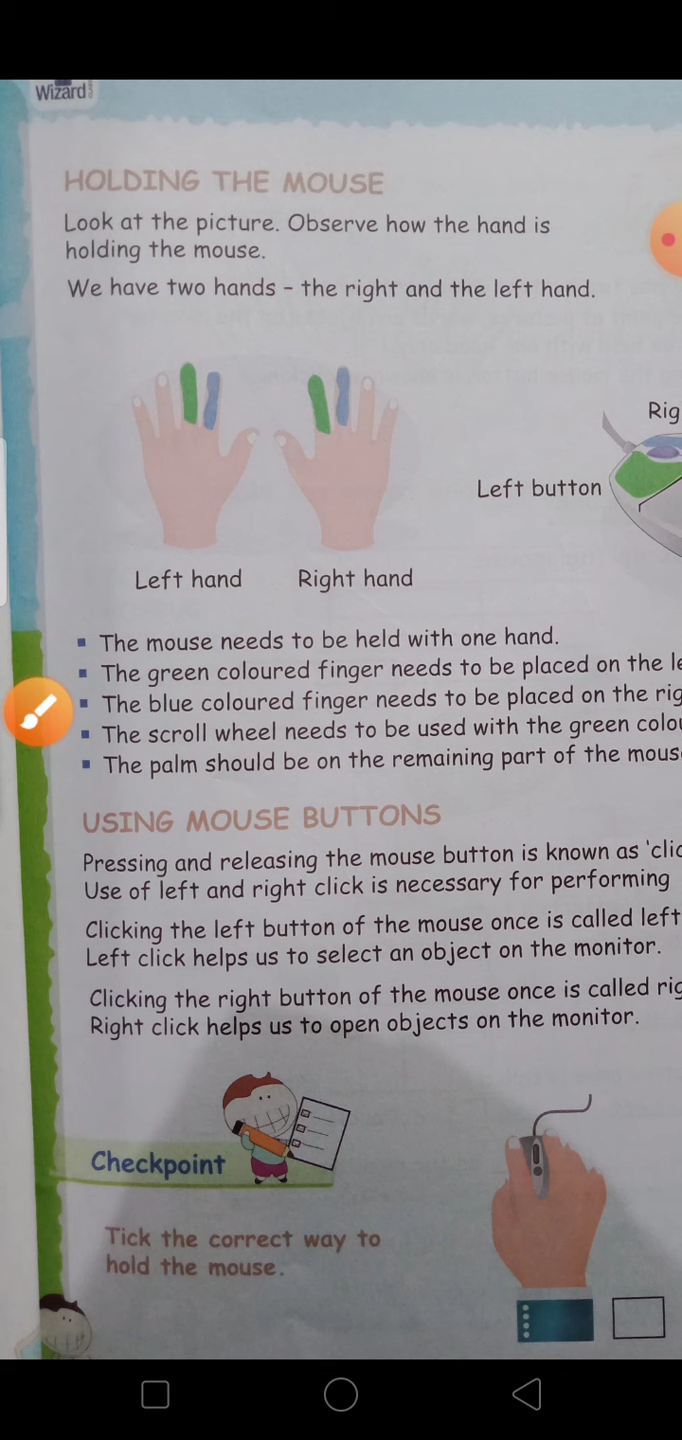 Wizard
HOLDING THE MOUSE
Look at the picture. Observe how the hand is
holding the mouse.
We have two hands – the right and the left hand.
Rig
Left button
Left hand
Right hand
▪ The mouse needs to be held with one hand.
▪ The green coloured finger needs to be placed on the le
▪ The blue coloured finger needs to be placed on the rig
▪ The scroll wheel needs to be used with the green colou
▪ The palm should be on the remaining part of the mous
USING MOUSE BUTTONS
Pressing and releasing the mouse button is known as 'clic
Use of left and right click is necessary for performing
Clicking the left button of the mouse once is called left
Left click helps us to select an object on the monitor.
Clicking the right button of the mouse once is called rig
Right click helps us to open objects on the monitor.
Checkpoint
Tick the correct way to
hold the mouse.